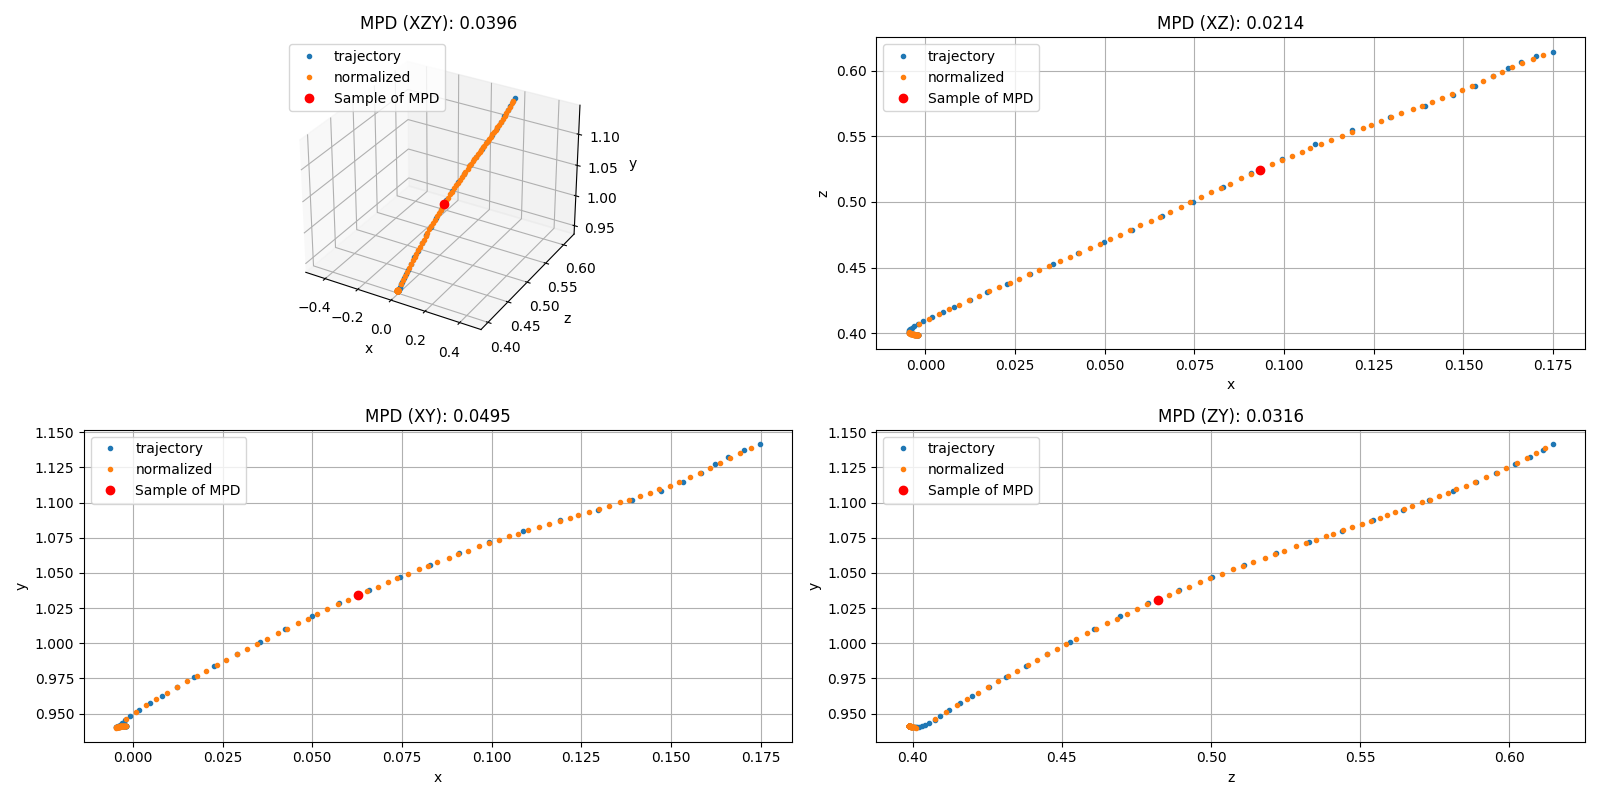 MPD (XZY): 0.0396
trajectory
normalized
Sample of MPD
1.10
1.05
1.00
0.95
y
0.60
0.55
0.50
0.45
0.40
z
−0.4
−0.2
0.0
0.2
0.4
x
MPD (XZ): 0.0214
trajectory
normalized
Sample of MPD
0.60
0.55
0.50
0.45
0.40
z
0.000 0.025 0.050 0.075 0.100 0.125 0.150 0.175
x
MPD (XY): 0.0495
trajectory
normalized
Sample of MPD
1.150
1.125
1.100
1.075
1.050
1.025
1.000
0.975
0.950
y
0.000 0.025 0.050 0.075 0.100 0.125 0.150 0.175
x
MPD (ZY): 0.0316
trajectory
normalized
Sample of MPD
1.150
1.125
1.100
1.075
1.050
1.025
1.000
0.975
0.950
y
0.40 0.45 0.50 0.55 0.60
z